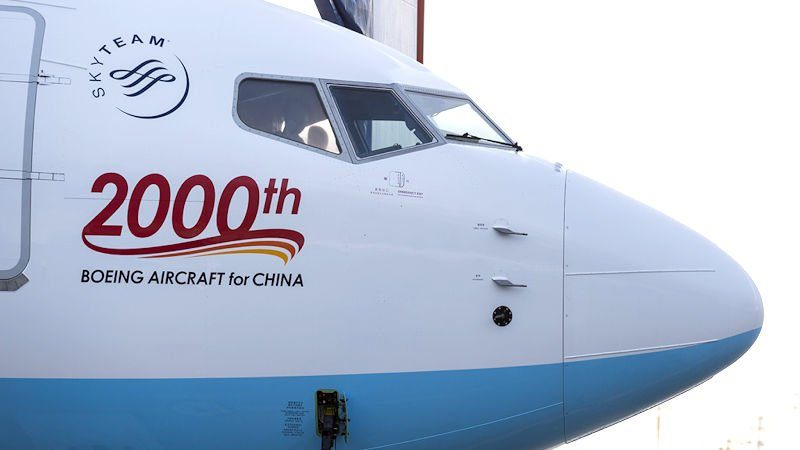 SKYTEAM
2000th
BOEING AIRCRAFT for CHINA